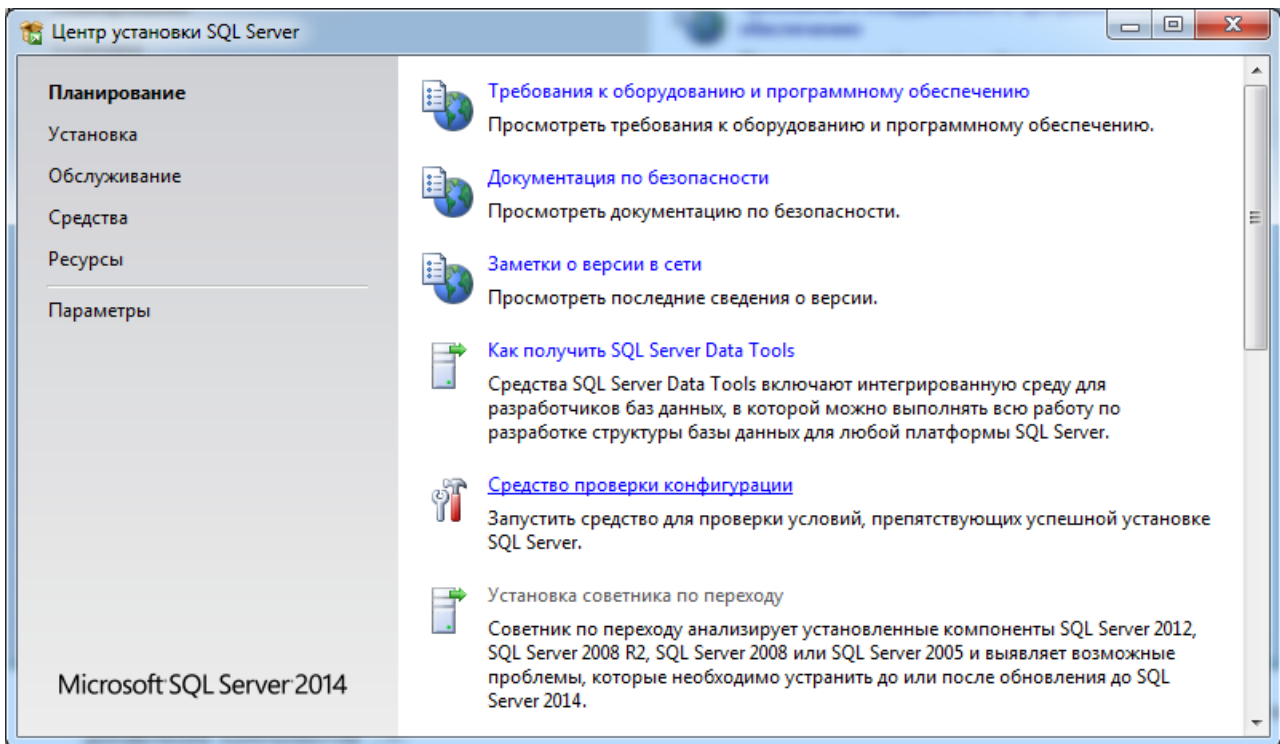 Центр установки SQL Server
Планирование
Установка
Обслуживание
Средства
Ресурсы
Параметры
Microsoft SQL Server 2014
Требования к оборудованию и программному обеспечению
Просмотреть требования к оборудованию и программному обеспечению.
Документация по безопасности
Просмотреть документацию по безопасности.
Заметки о версии в сети
Просмотреть последние сведения о версии.
Как получить SQL Server Data Tools
Средства SQL Server Data Tools включают интегрированную среду для
разработчиков баз данных, в которой можно выполнять всю работу по
разработке структуры базы данных для любой платформы SQL Server.
Средство проверки конфигурации
Запустить средство для проверки условий, препятствующих успешной установке
SQL Server.
Установка советника по переходу
Советник по переходу анализирует установленные компоненты SQL Server 2012,
SQL Server 2008 R2, SQL Server 2008 или SQL Server 2005 и выявляет возможные
проблемы, которые необходимо устранить до или после обновления до SQL
Server 2014.